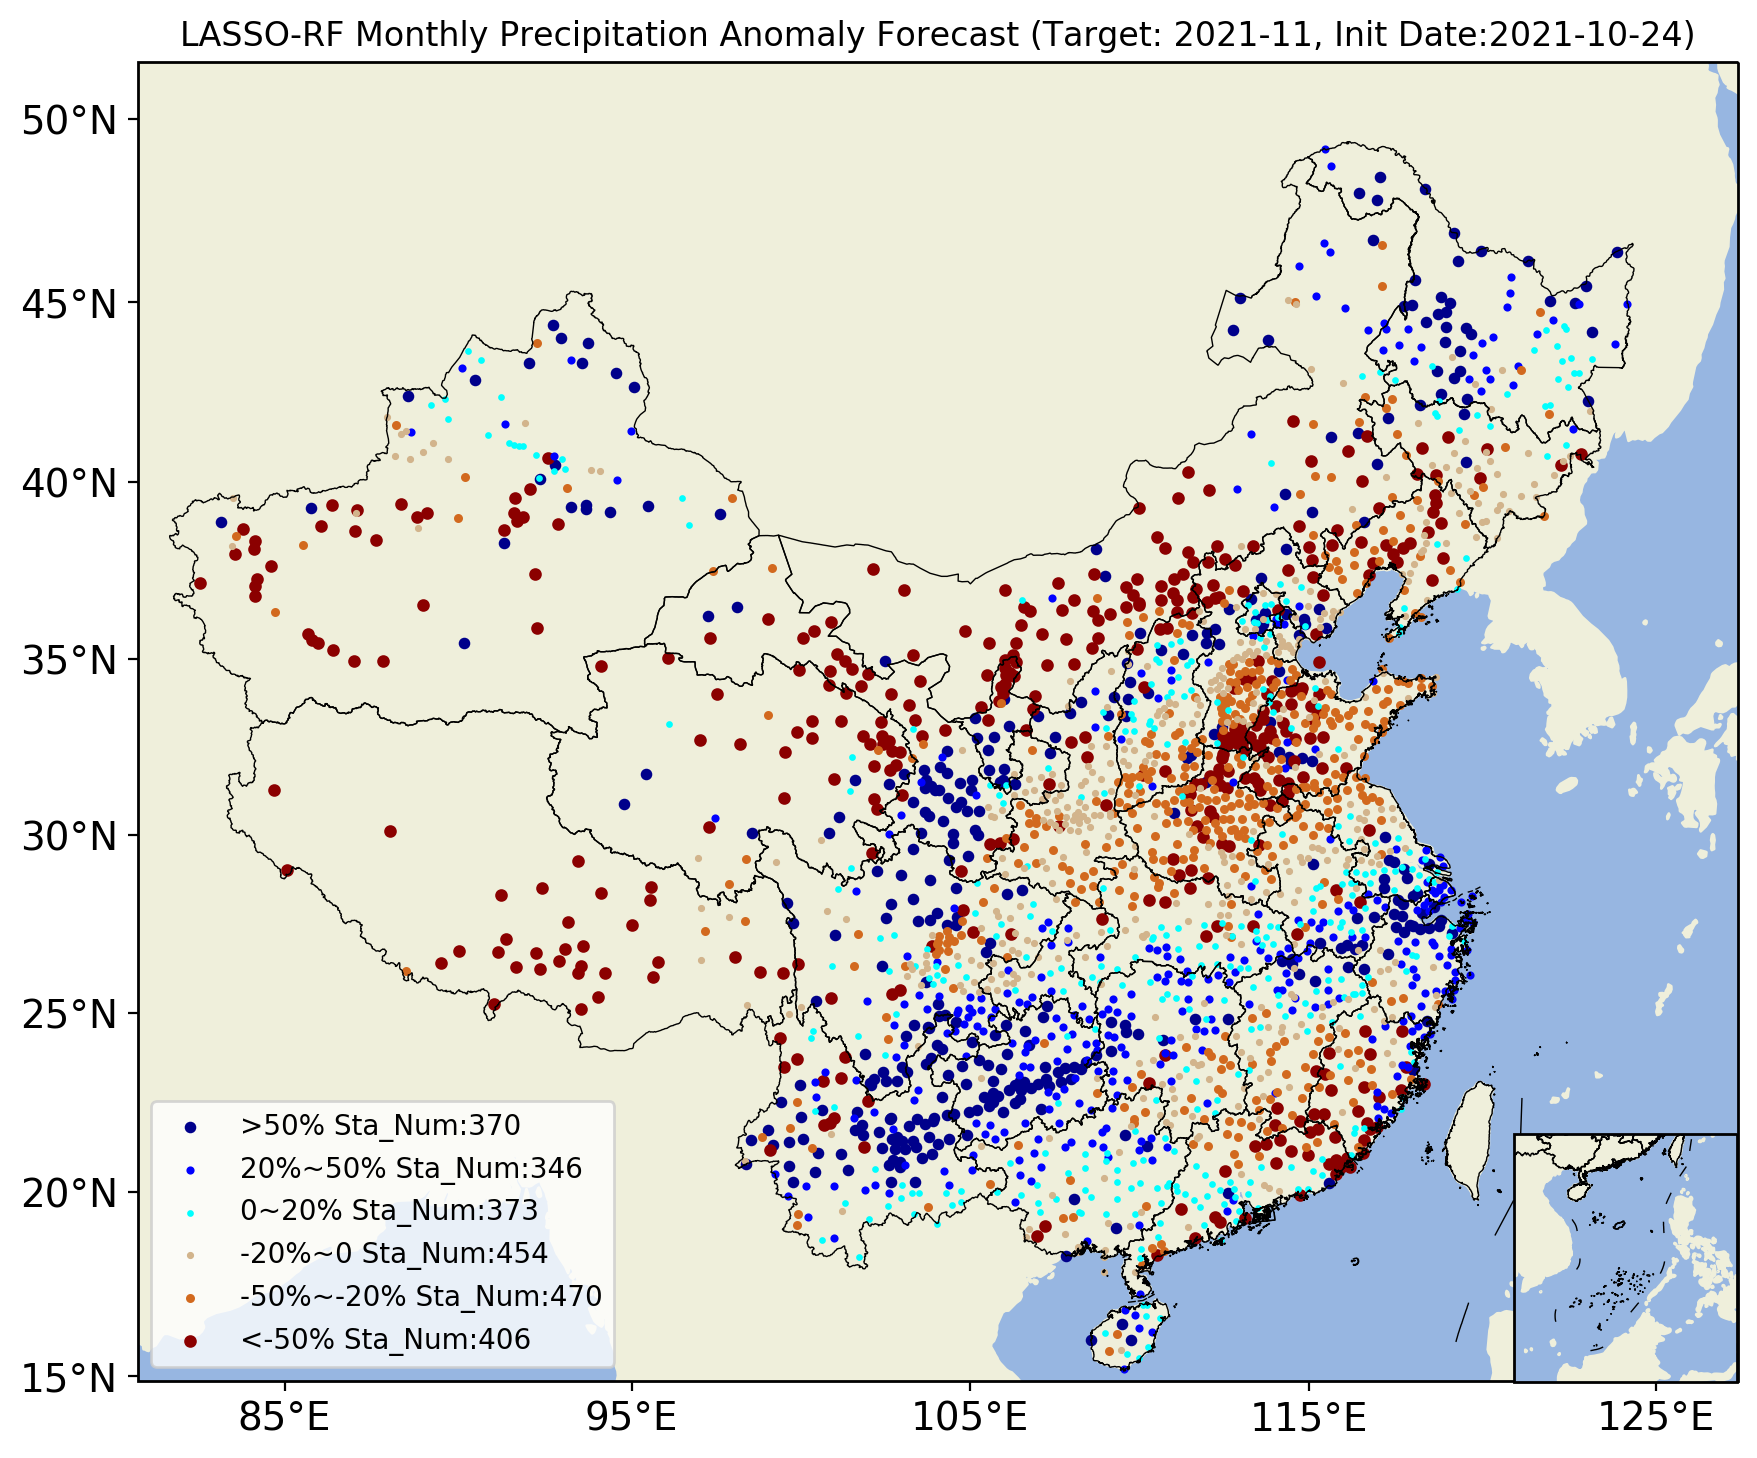 LASSO-RF Monthly Precipitation Anomaly Forecast (Target: 2021-11, Init Date:2021-10-24)
50°N
45°N
40°N
35°N
30°N
25°N
20°N
15°N
>50% Sta_Num:370
20%~50% Sta_Num:346
0~20% Sta_Num:373
-20%~0 Sta_Num:454
-50%~-20% Sta_Num:470
<-50% Sta_Num:406
85°E
95°E
105°E
115°E
125°E